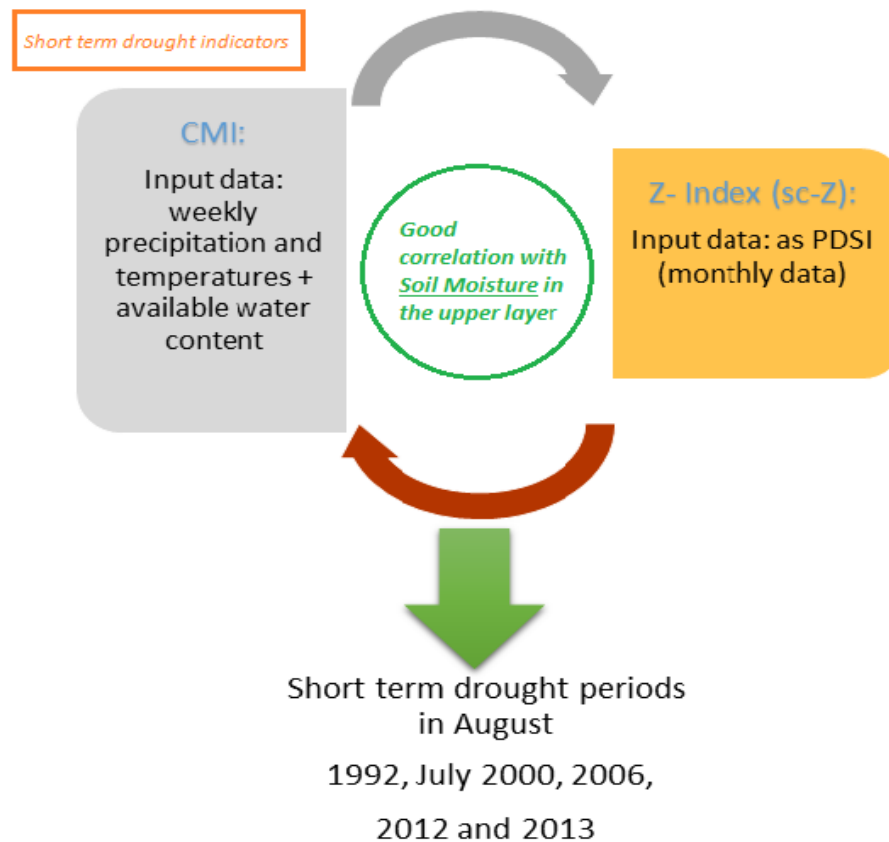 Short term drought indicators
CMI:
Input data:
weekly
precipitation and
temperatures +
available water
content
Good
correlation with
Soil Moisture in
the upper layer
Z- Index (sc-Z):
Input data: as PDSI
(monthly data)
Short term drought periods
in August
1992, July 2000, 2006,
2012 and 2013